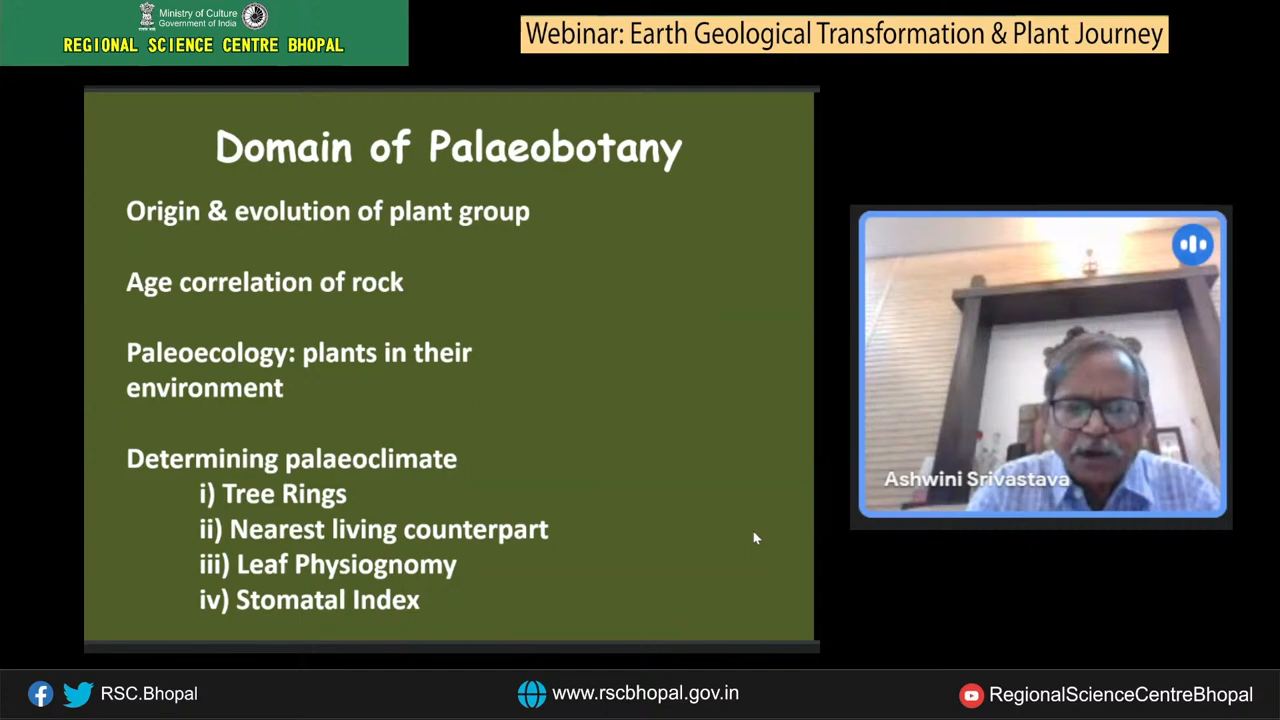 Ministry of Culture
Government of India
REGIONAL SCIENCE CENTRE BHOPAL
Webinar: Earth Geological Transformation & Plant Journey
Domain of Palaeobotany
Origin & evolution of plant group
Age correlation of rock
Paleoecology: plants in their
environment
Determining palaeoclimate
i) Tree Rings
ii) Nearest living counterpart
iii) Leaf Physiognomy
iv) Stomatal Index
Ashwini Srivastava
RSC.Bhopal
www.rscbhopal.gov.in
RegionalScienceCentreBhopal